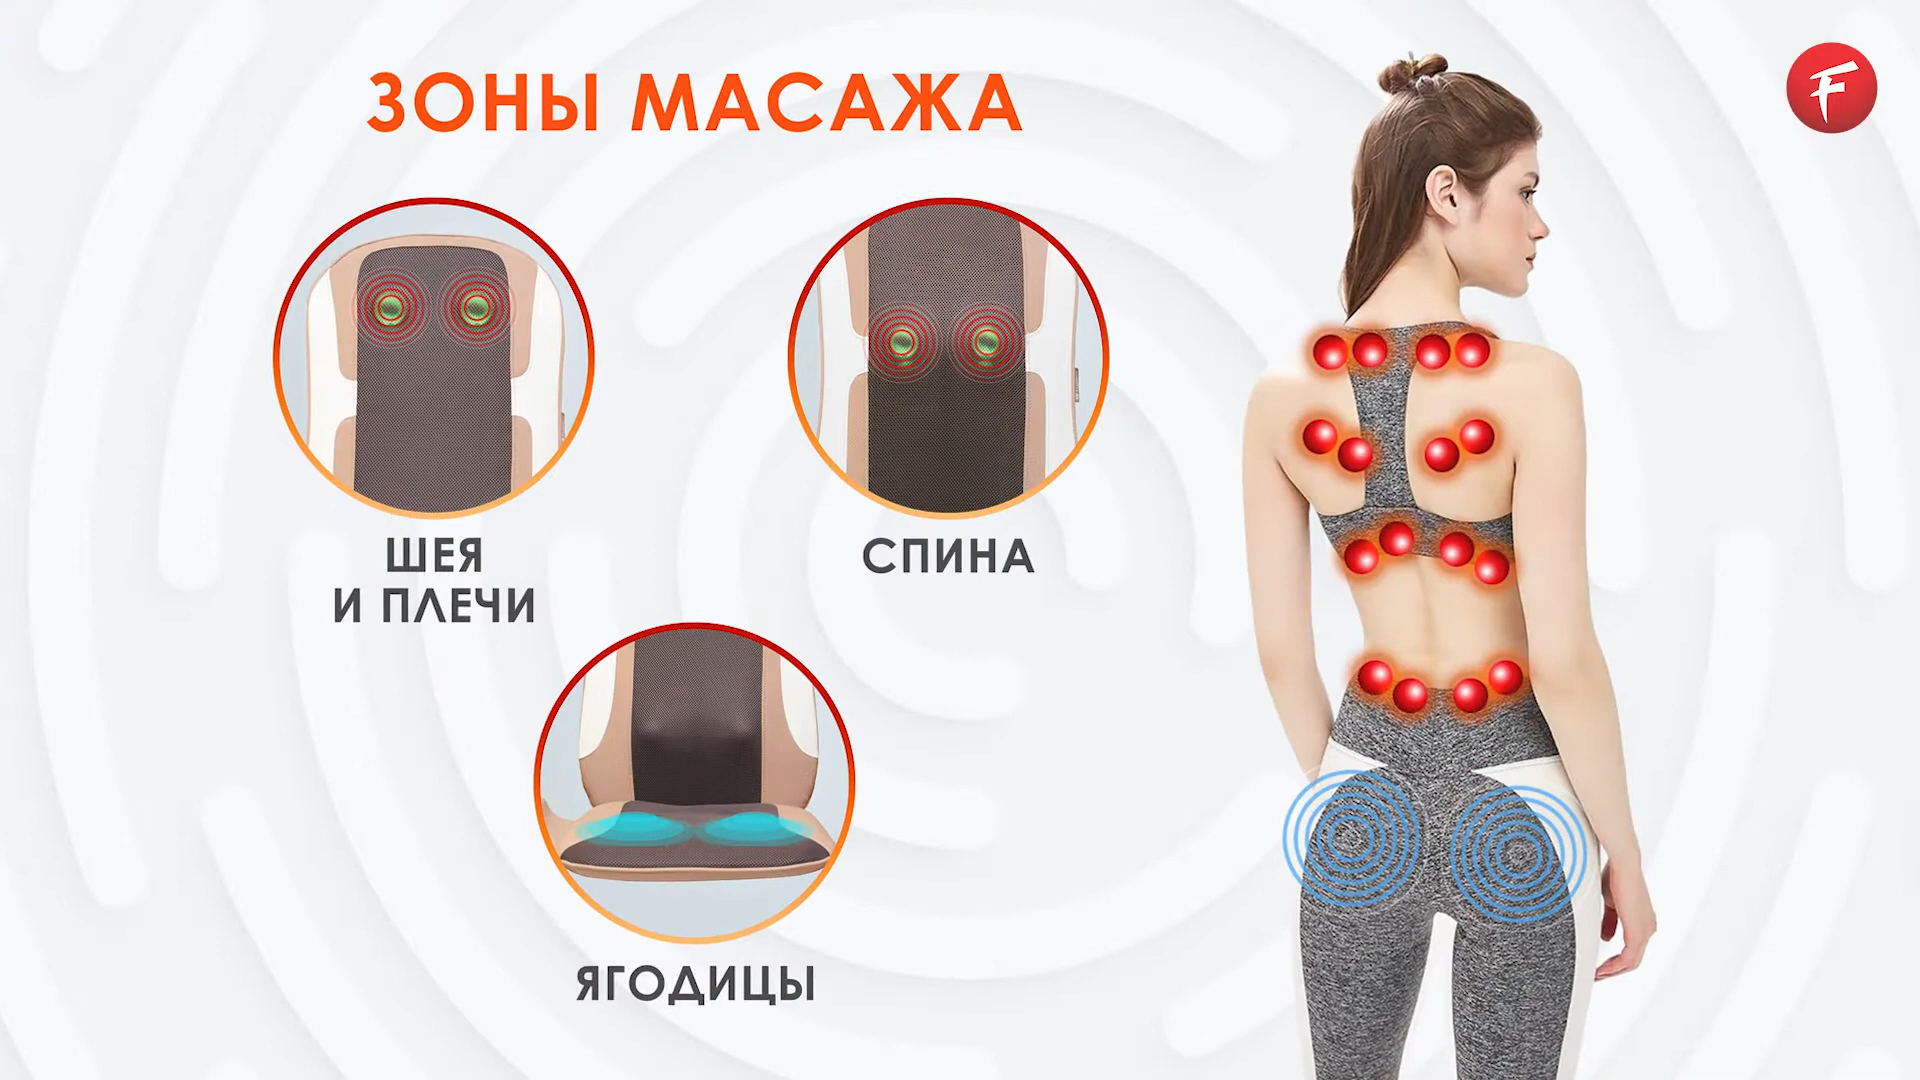 ЗОНЫ МАСАЖА
F
ШЕЯ
И ПЛЕЧИ
СПИНА
ЯГОДИЦЫ